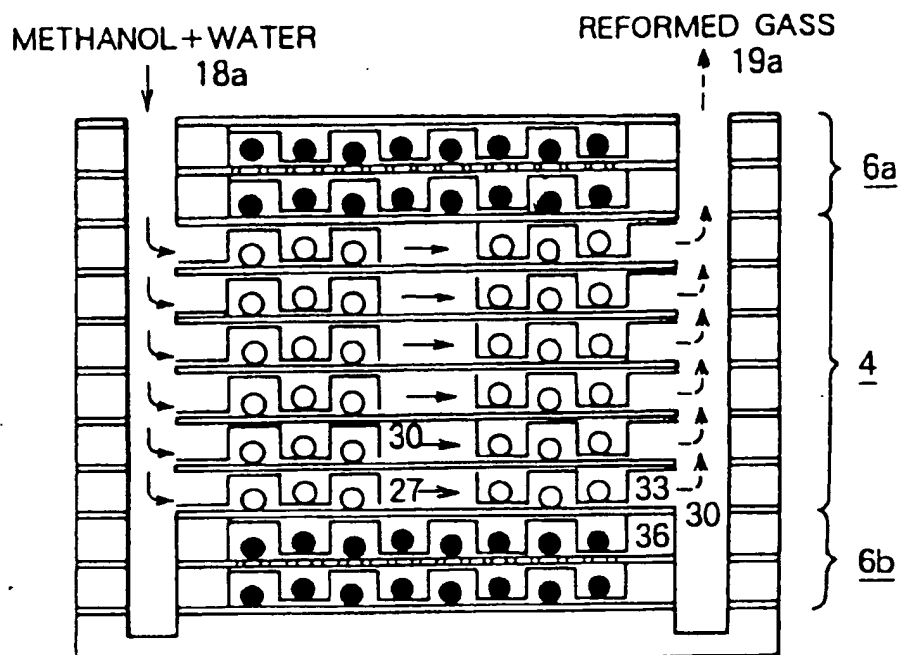 METHANOL+WATER
18a
REFORMED GASS
19a
6a
4
30
27
33
30
36
6b